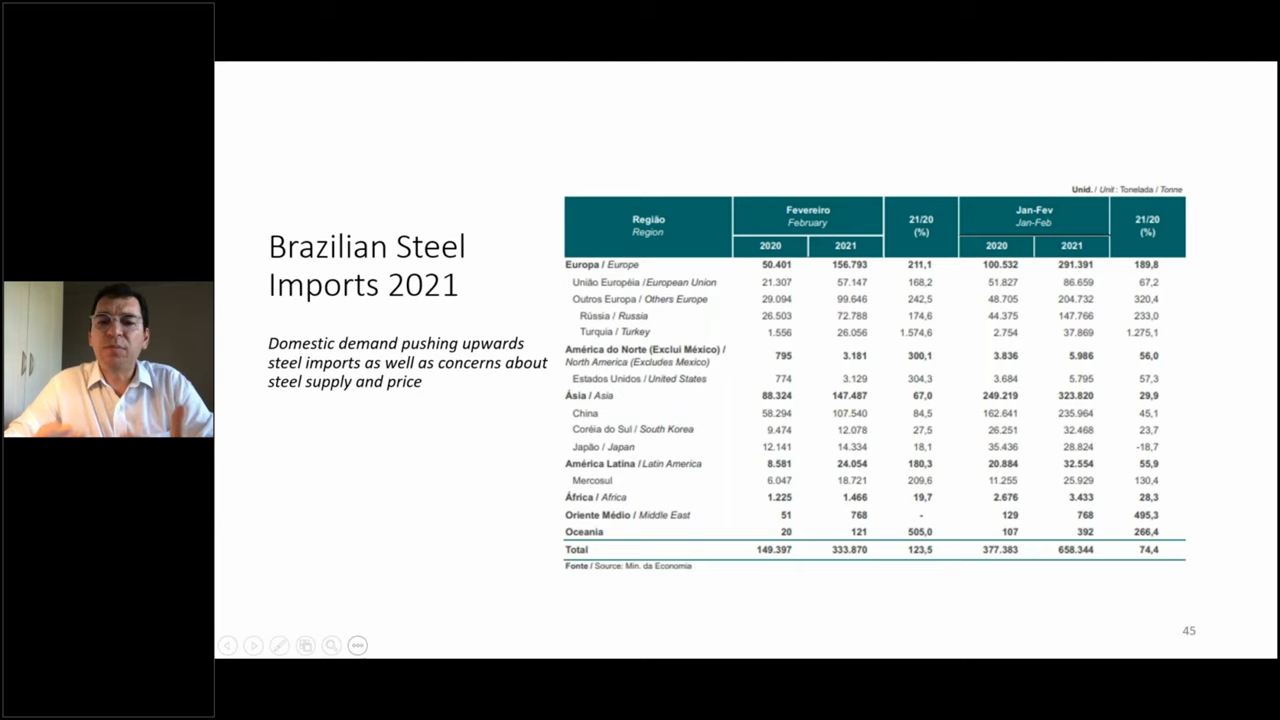 Brazilian Steel
Imports 2021
Domestic demand pushing upwards
steel imports as well as concerns about
steel supply and price
Unid. / Unit: Tonelada / Tonne
Região
Region
Fevereiro
February
21/20
(%)
Jan-Fev
Jan-Feb
21/20
(%)
2020 2021 2020 2021
Europa / Europe 50.401 156.793 211,1 100.532 291.391 189,8
União Européia / European Union 21.307 57.147 168,2 51.827 86.659 67,2
Outros Europa / Others Europe 29.094 99.646 242,5 48.705 204.732 320,4
Rússia / Russia 26.503 72.788 174,6 44.375 147.766 233,0
Turquia / Turkey 1.556 26.056 1.574,6 2.754 37.869 1.275,1
América do Norte (Exclui México) /
North America (Excludes Mexico) 795 3.181 300,1 3.836 5.986 56,0
Estados Unidos / United States 774 3.129 304,3 3.684 5.795 57,3
Ásia / Asia 88.324 147.487 67,0 249.219 323.820 29,9
China 58.294 107.540 84,5 162.641 235.964 45,1
Coréia do Sul / South Korea 9.474 12.078 27,5 26.251 32.468 23,7
Japão / Japan 12.141 14.334 18,1 35.436 28.824 -18,7
América Latina / Latin America 8.581 24.054 180,3 20.884 32.554 55,9
Mercosul 6.047 18.721 209,6 11.255 25.929 130,4
África / Africa 1.225 1.466 19,7 2.676 3.433 28,3
Oriente Médio / Middle East 51 768 - 129 768 495,3
Oceania 20 121 505,0 107 392 266,4
Total 149.397 333.870 123,5 377.383 658.344 74,4
Fonte / Source: Min. da Economia
45